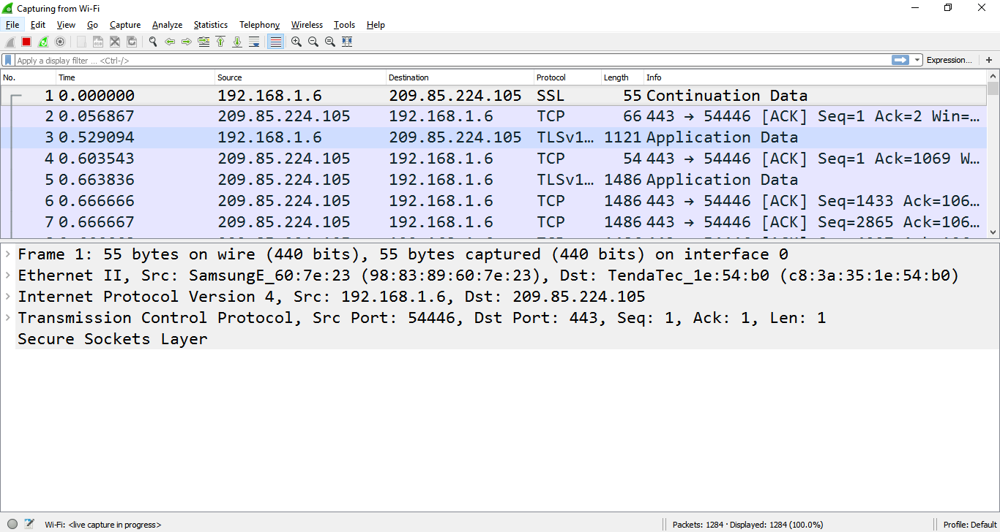 Capturing from Wi-Fi
File Edit View Go Capture Analyze Statistics Telephony Wireless Tools Help
Apply a display filter ... <Ctrl-/> Expression... +
No. Time Source Destination Protocol Length Info
1 0.000000 192.168.1.6 209.85.224.105 SSL 55 Continuation Data
2 0.056867 209.85.224.105 192.168.1.6 TCP 66 443 → 54446 [ACK] Seq=1 Ack=2 Win=…
3 0.529094 192.168.1.6 209.85.224.105 TLSv1… 1121 Application Data
4 0.603543 209.85.224.105 192.168.1.6 TCP 54 443 → 54446 [ACK] Seq=1 Ack=1069 W…
5 0.663836 209.85.224.105 192.168.1.6 TLSv1… 1486 Application Data
6 0.666666 209.85.224.105 192.168.1.6 TCP 1486 443 → 54446 [ACK] Seq=1433 Ack=106…
7 0.666667 209.85.224.105 192.168.1.6 TCP 1486 443 → 54446 [ACK] Seq=2865 Ack=106…
Frame 1: 55 bytes on wire (440 bits), 55 bytes captured (440 bits) on interface 0
Ethernet II, Src: SamsungE_60:7e:23 (98:83:89:60:7e:23), Dst: TendaTec_1e:54:b0 (c8:3a:35:1e:54:b0)
Internet Protocol Version 4, Src: 192.168.1.6, Dst: 209.85.224.105
Transmission Control Protocol, Src Port: 54446, Dst Port: 443, Seq: 1, Ack: 1, Len: 1
Secure Sockets Layer
Wi-Fi: <live capture in progress> Packets: 1284 · Displayed: 1284 (100.0%) Profile: Default